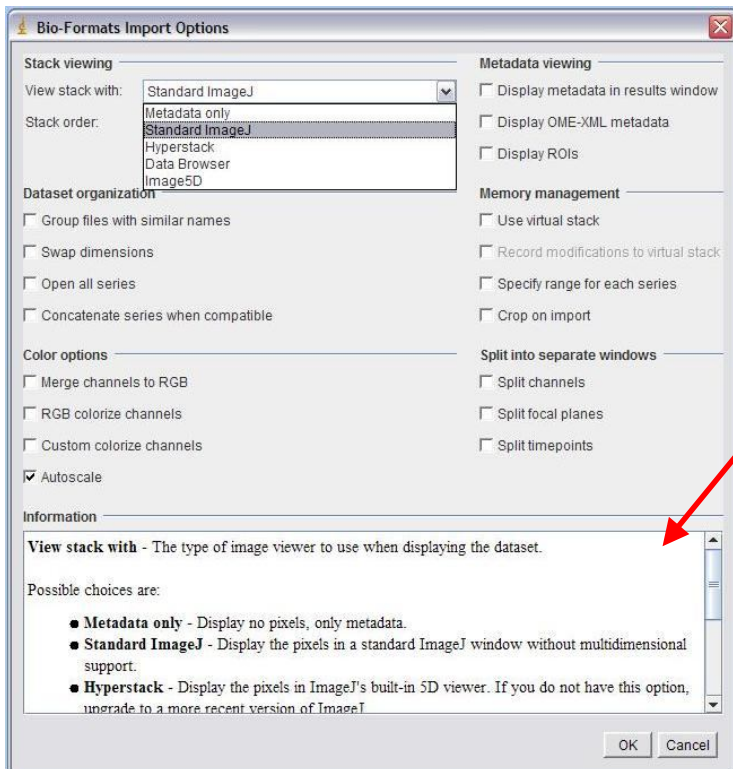 Bio-Formats Import Options
Stack viewing
View stack with:
Standard ImageJ
Metadata only
Standard ImageJ
Hyperstack
Data Browser
Image5D
Stack order:
Metadata viewing
Display metadata in results window
Display OME-XML metadata
Display ROIs
Dataset organization
Group files with similar names
Swap dimensions
Open all series
Concatenate series when compatible
Memory management
Use virtual stack
Record modifications to virtual stack
Specify range for each series
Crop on import
Color options
Merge channels to RGB
RGB colorize channels
Custom colorize channels
Autoscale
Split into separate windows
Split channels
Split focal planes
Split timepoints
Information
View stack with - The type of image viewer to use when displaying the dataset.
Possible choices are:
● Metadata only - Display no pixels, only metadata.
● Standard ImageJ - Display the pixels in a standard ImageJ window without multidimensional
support.
● Hyperstack - Display the pixels in ImageJ's built-in 5D viewer. If you do not have this option,
upgrade to a more recent version of ImageJ
OK
Cancel